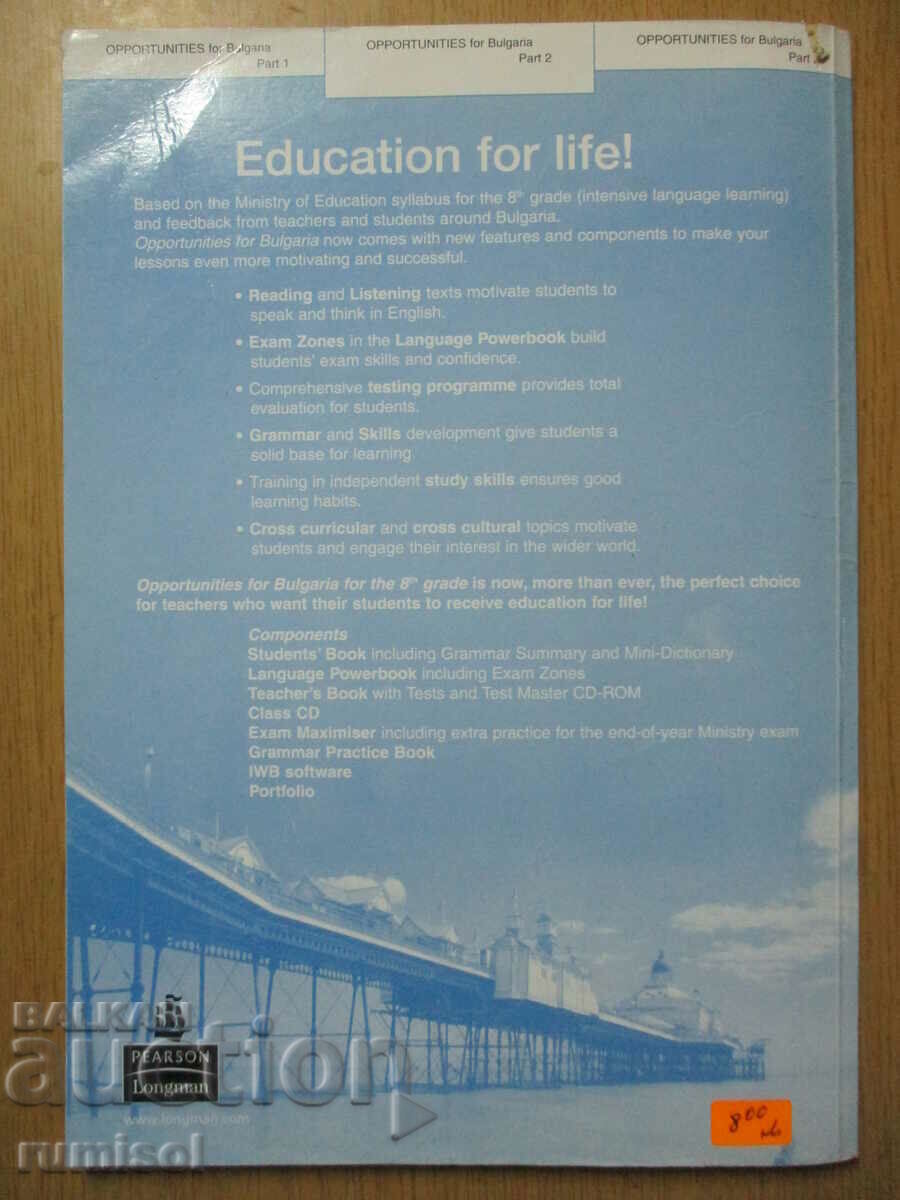 OPPORTUNITIES for Bulgaria
Part 1
OPPORTUNITIES for Bulgaria
Part 2
OPPORTUNITIES for Bulgaria
Part
Education for life!
Based on the Ministry of Education syllabus for the 8th grade (intensive language learning)
and feedback from teachers and students around Bulgaria.
Opportunities for Bulgaria now comes with new features and components to make your
lessons even more motivating and successful.
• Reading and Listening texts motivate students to
speak and think in English.
• Exam Zones in the Language Powerbook build
students' exam skills and confidence.
• Comprehensive testing programme provides total
evaluation for students.
• Grammar and Skills development give students a
solid base for learning.
• Training in independent study skills ensures good
learning habits.
• Cross curricular and cross cultural topics motivate
students and engage their interest in the wider world.
Opportunities for Bulgaria for the 8th grade is now, more than ever, the perfect choice
for teachers who want their students to receive education for life!
Components
Students' Book including Grammar Summary and Mini-Dictionary
Language Powerbook including Exam Zones
Teacher's Book with Tests and Test Master CD-ROM
Class CD
Exam Maximiser including extra practice for the end-of-year Ministry exam
Grammar Practice Book
IWB software
Portfolio
BALKAN
auction
PEARSON
Longman
www.longman.com
8 00 лв
rumisol